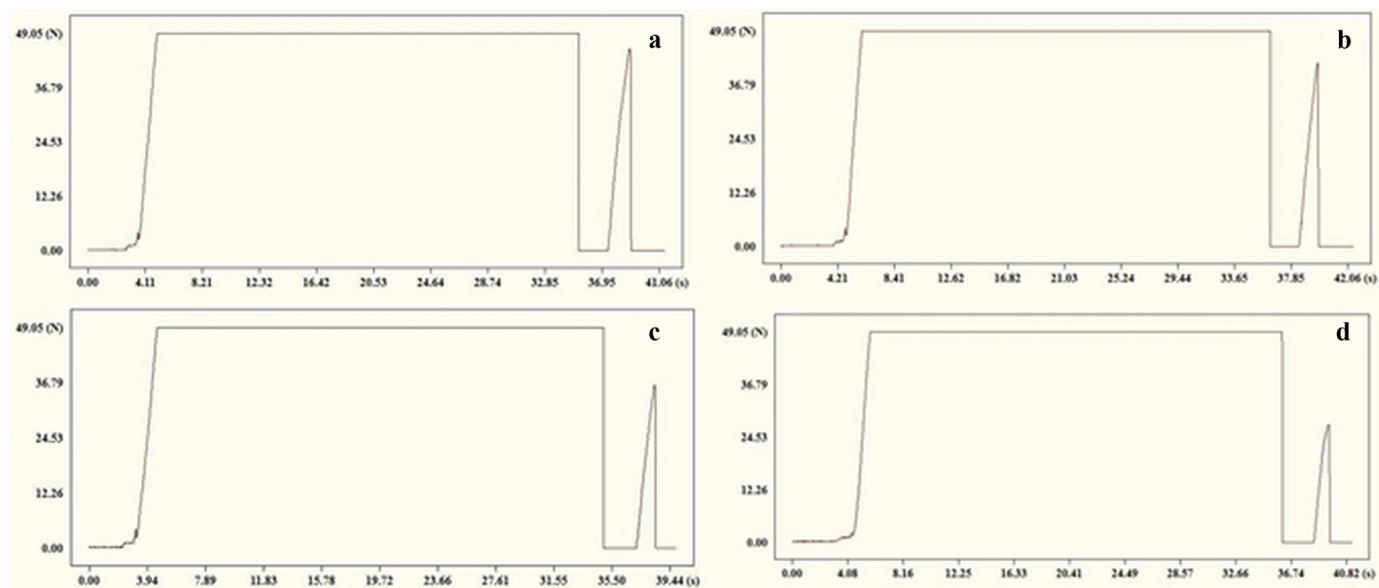 49.05 (N)
a
36.79
24.53
12.26
0.00
0.00 4.11 8.21 12.32 16.42 20.53 24.64 28.74 32.85 36.95 41.06 (s)
49.05 (N)
b
36.79
24.53
12.26
0.00
0.00 4.21 8.41 12.62 16.82 21.03 25.24 29.44 33.65 37.85 42.06 (s)
49.05 (N)
c
36.79
24.53
12.26
0.00
0.00 3.94 7.89 11.83 15.78 19.72 23.66 27.61 31.55 35.50 39.44 (s)
49.05 (N)
d
36.79
24.53
12.26
0.00
0.00 4.08 8.16 12.25 16.33 20.41 24.49 28.57 32.66 36.74 40.82 (s)